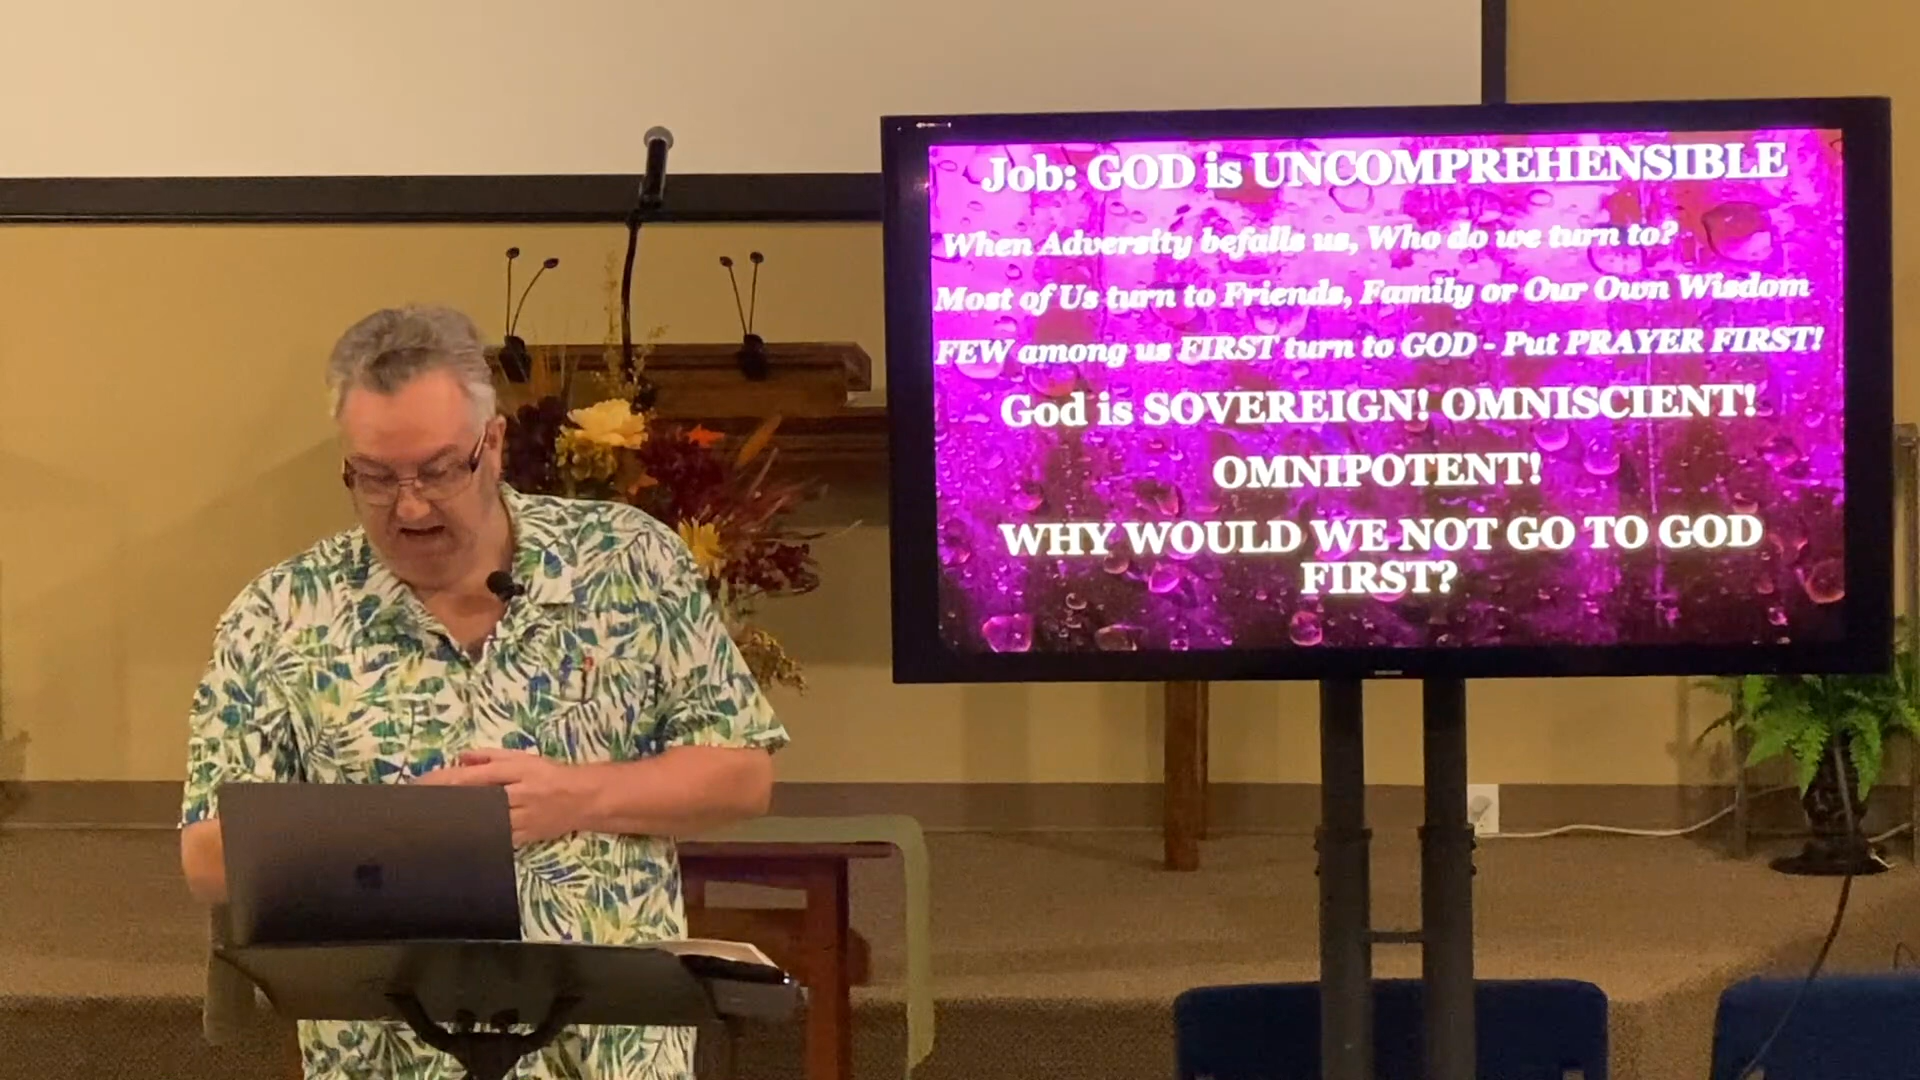 Job: GOD is UNCOMPREHENSIBLE
When Adversity befalls us, Who do we turn to?
Most of Us turn to Friends, Family or Our Own Wisdom
FEW among us FIRST turn to GOD - Put PRAYER FIRST!
God is SOVEREIGN! OMNISCIENT!
OMNIPOTENT!
WHY WOULD WE NOT GO TO GOD
FIRST?